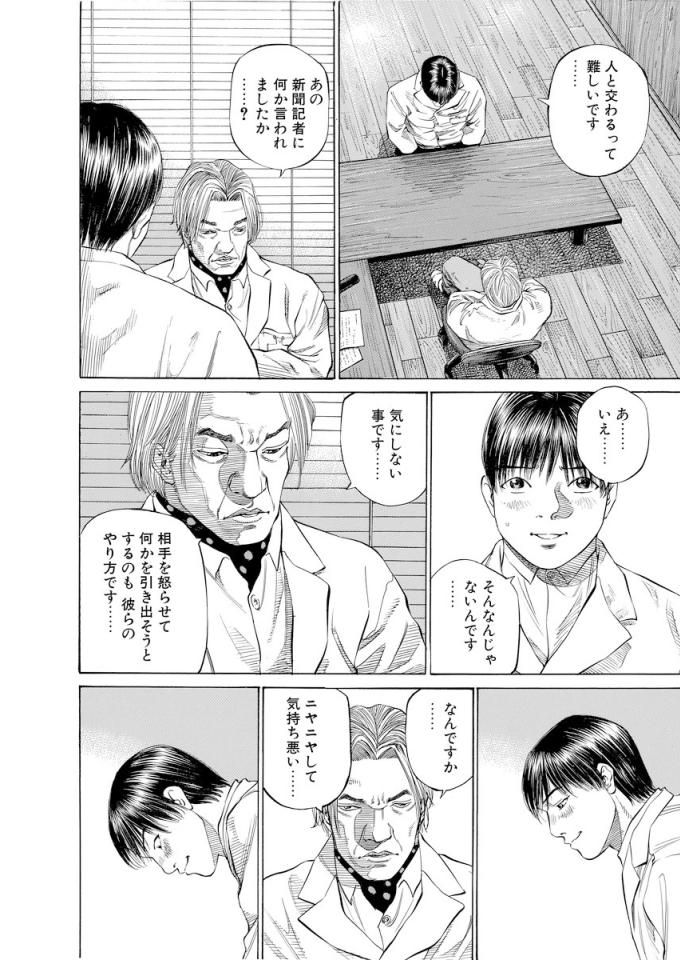 人と交わるって
難しいです
……
あの
新聞記者に
何か言われ
ましたか
……？
あ……
いえ……
そんなんじゃ
ないんです
……
気にしない
事です……
相手を怒らせて
何かを引き出そうと
するのも 彼らの
やり方です……
なんですか
……
ニヤニヤして
気持ち悪い……